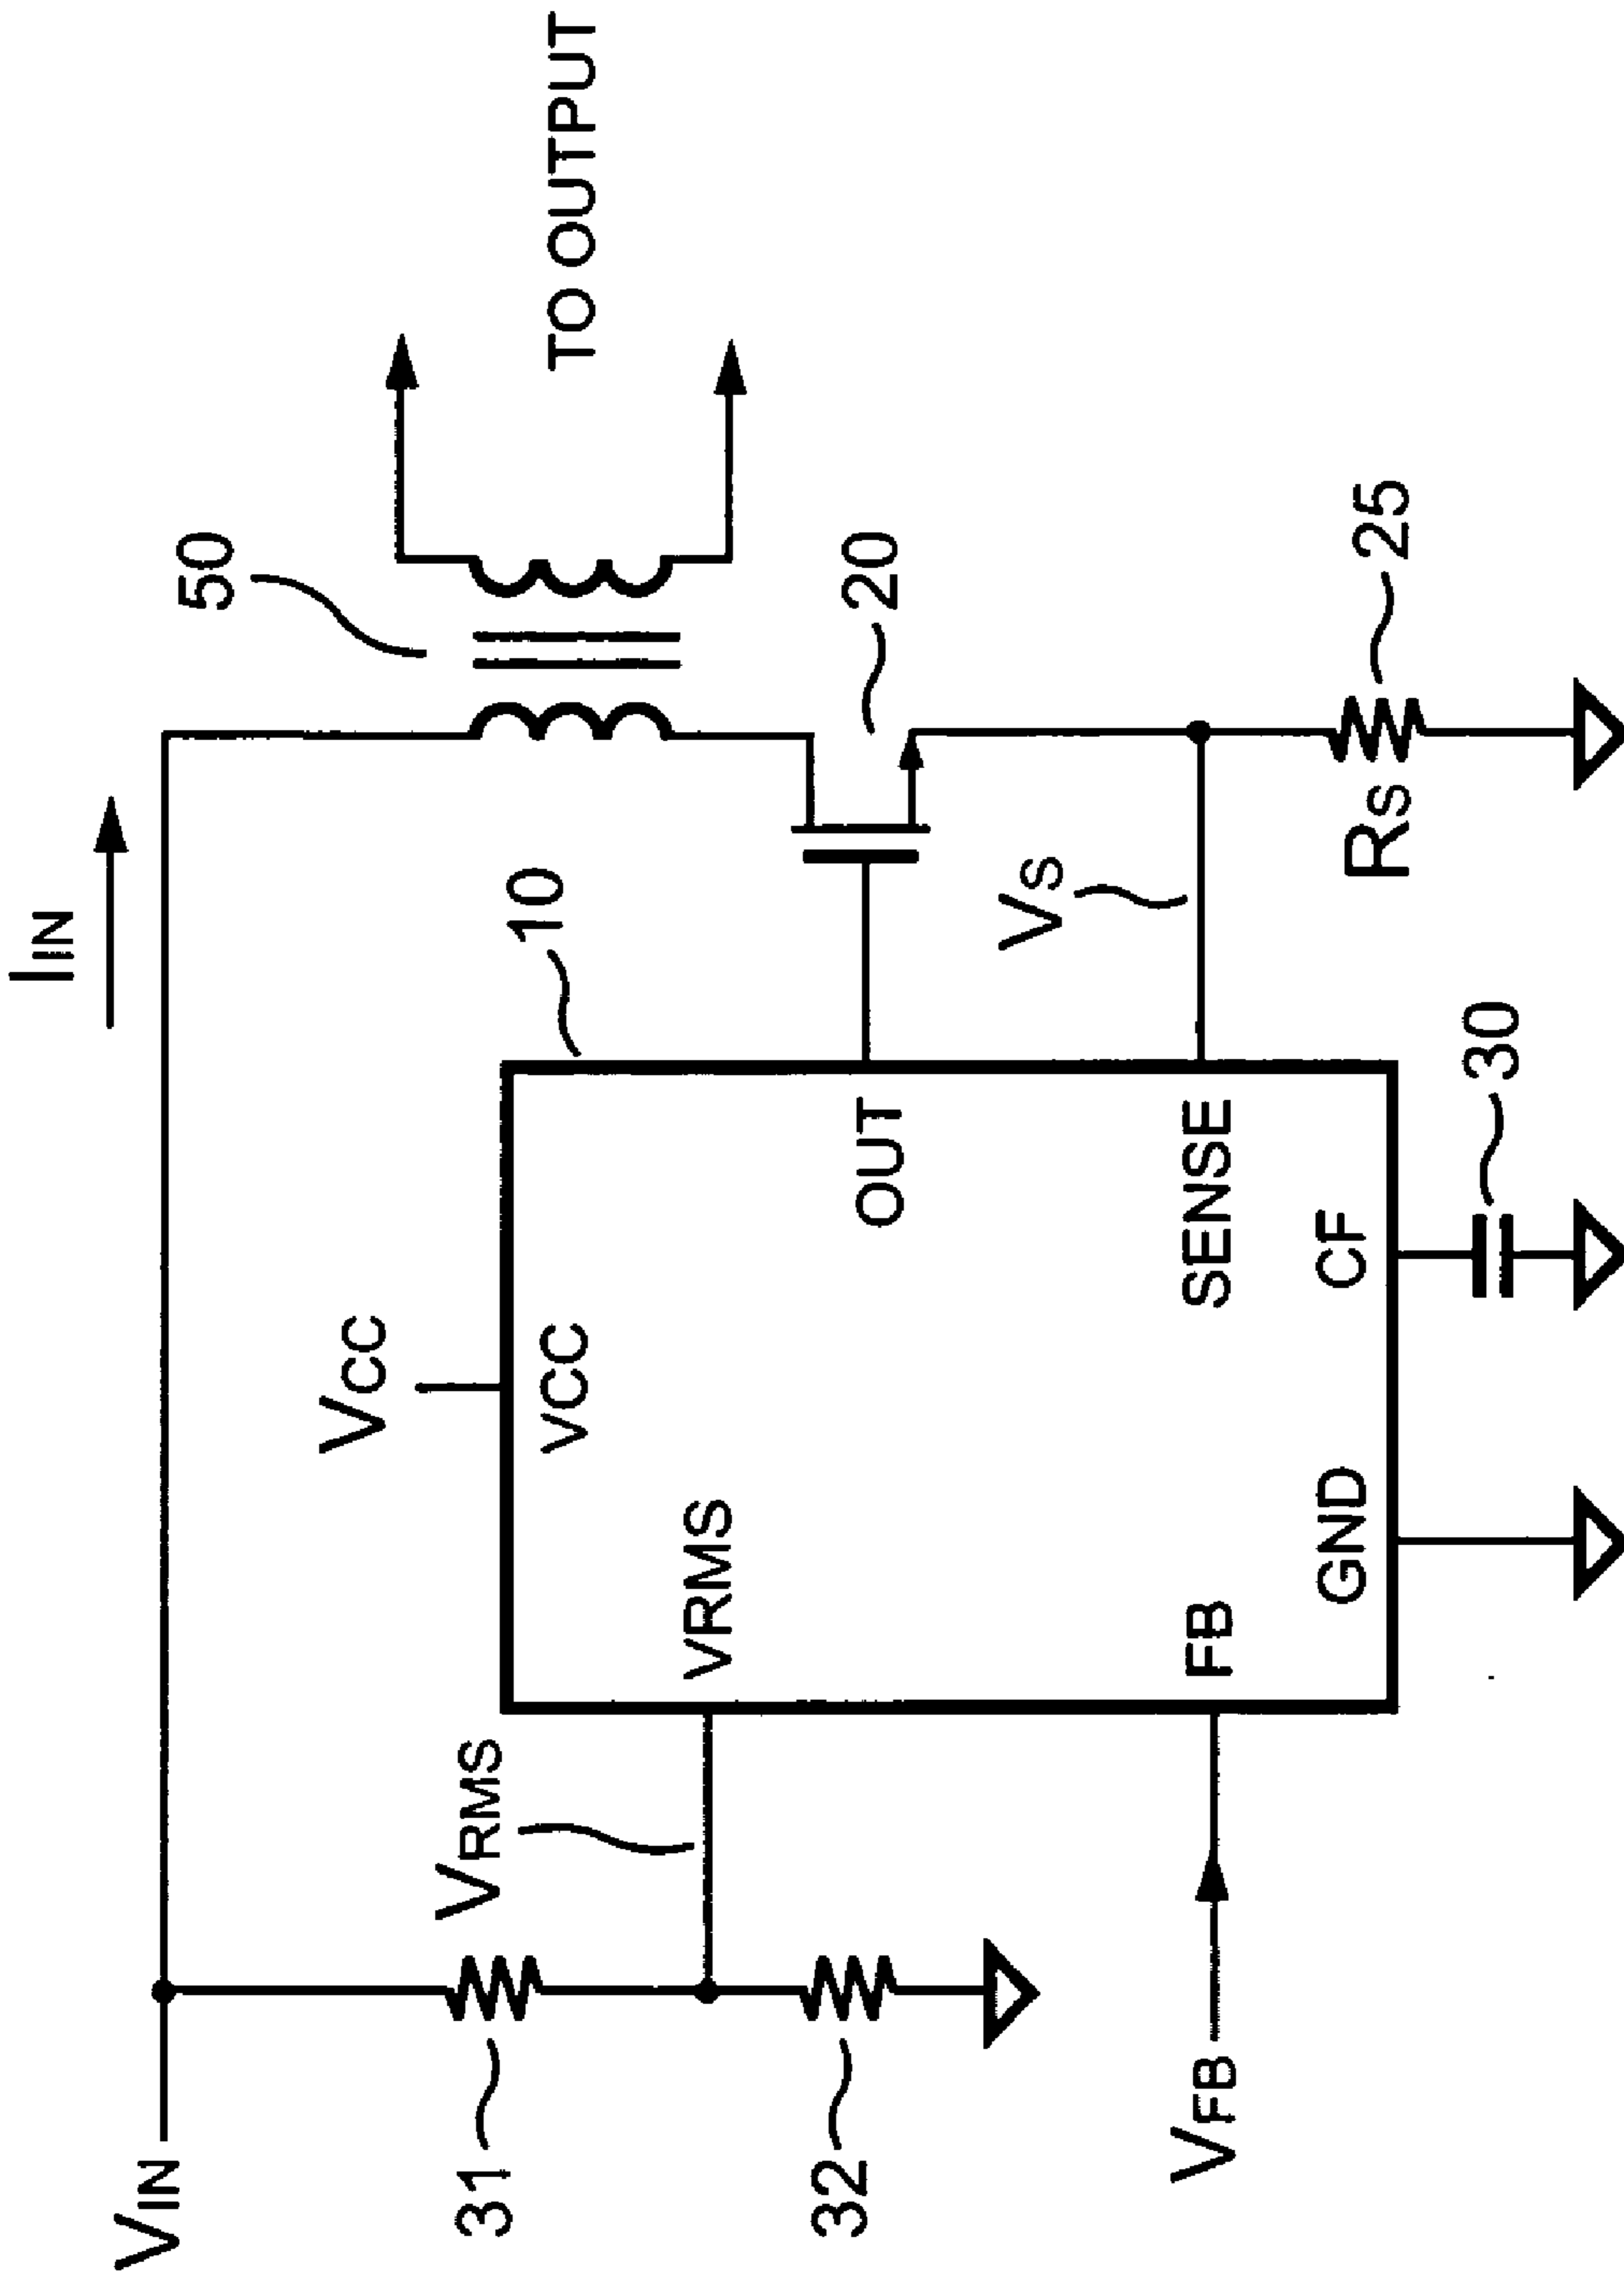 IIN
VIN
50
TO OUTPUT
VCC
10
VRMS
31
VCC
VRMS
20
32
OUT
VS
VFB
FB
SENSE
GND
CF
RS
25
30